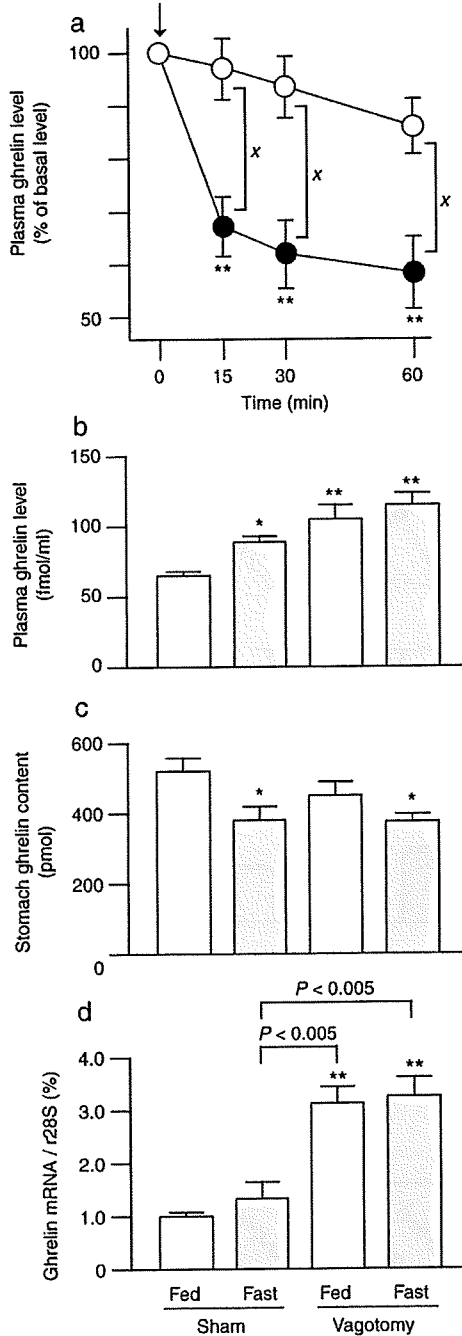 a
100
Plasma ghrelin level
(% of basal level)
x
x
x
**
**
**
50
0 15 30 60
Time (min)
b
150
100
50
0
Plasma ghrelin level
(fmol/ml)
*
**
**
c
600
400
200
0
Stomach ghrelin content
(pmol)
*
*
d
P < 0.005
P < 0.005
4.0
3.0
2.0
1.0
0
Ghrelin mRNA / r28S (%)
**
**
Fed Fast Fed Fast
Sham Vagotomy